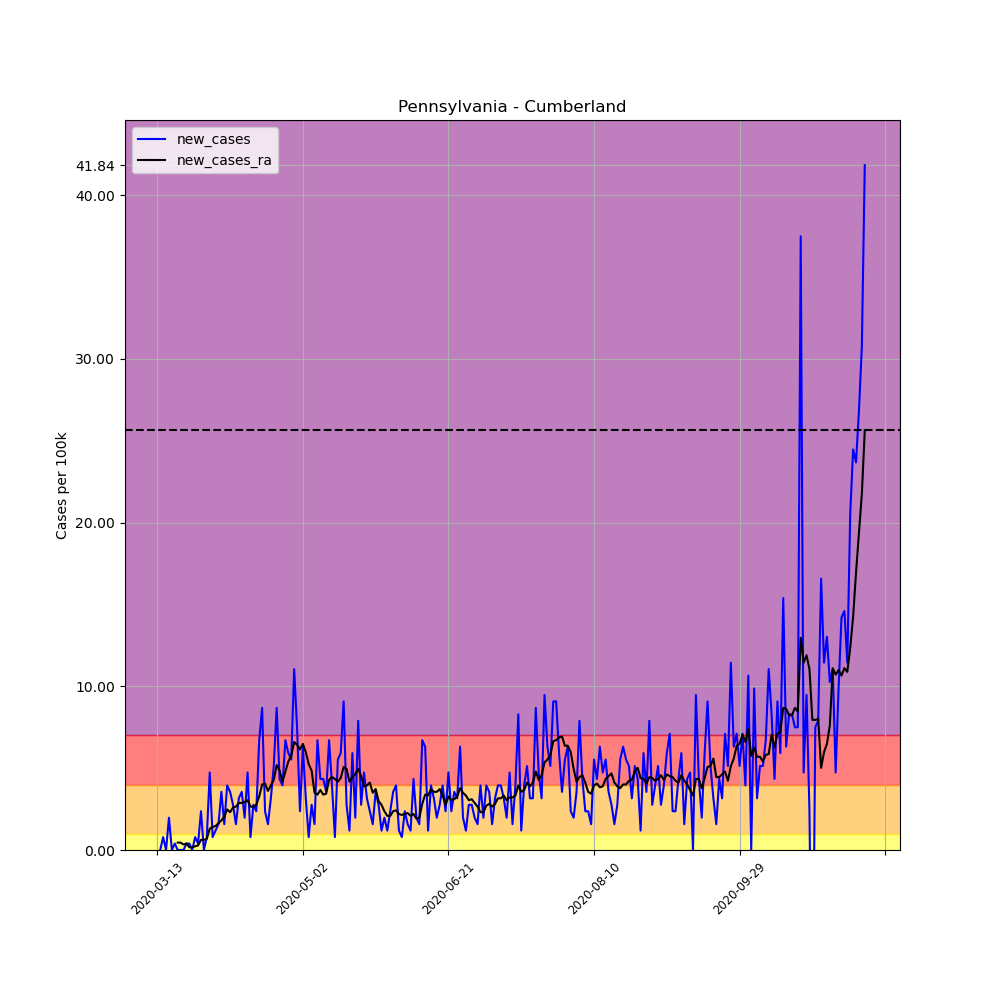 Pennsylvania - Cumberland
new_cases
new_cases_ra
41.84
40.00
30.00
20.00
10.00
0.00
Cases per 100k
2020-03-13
2020-05-02
2020-06-21
2020-08-10
2020-09-29